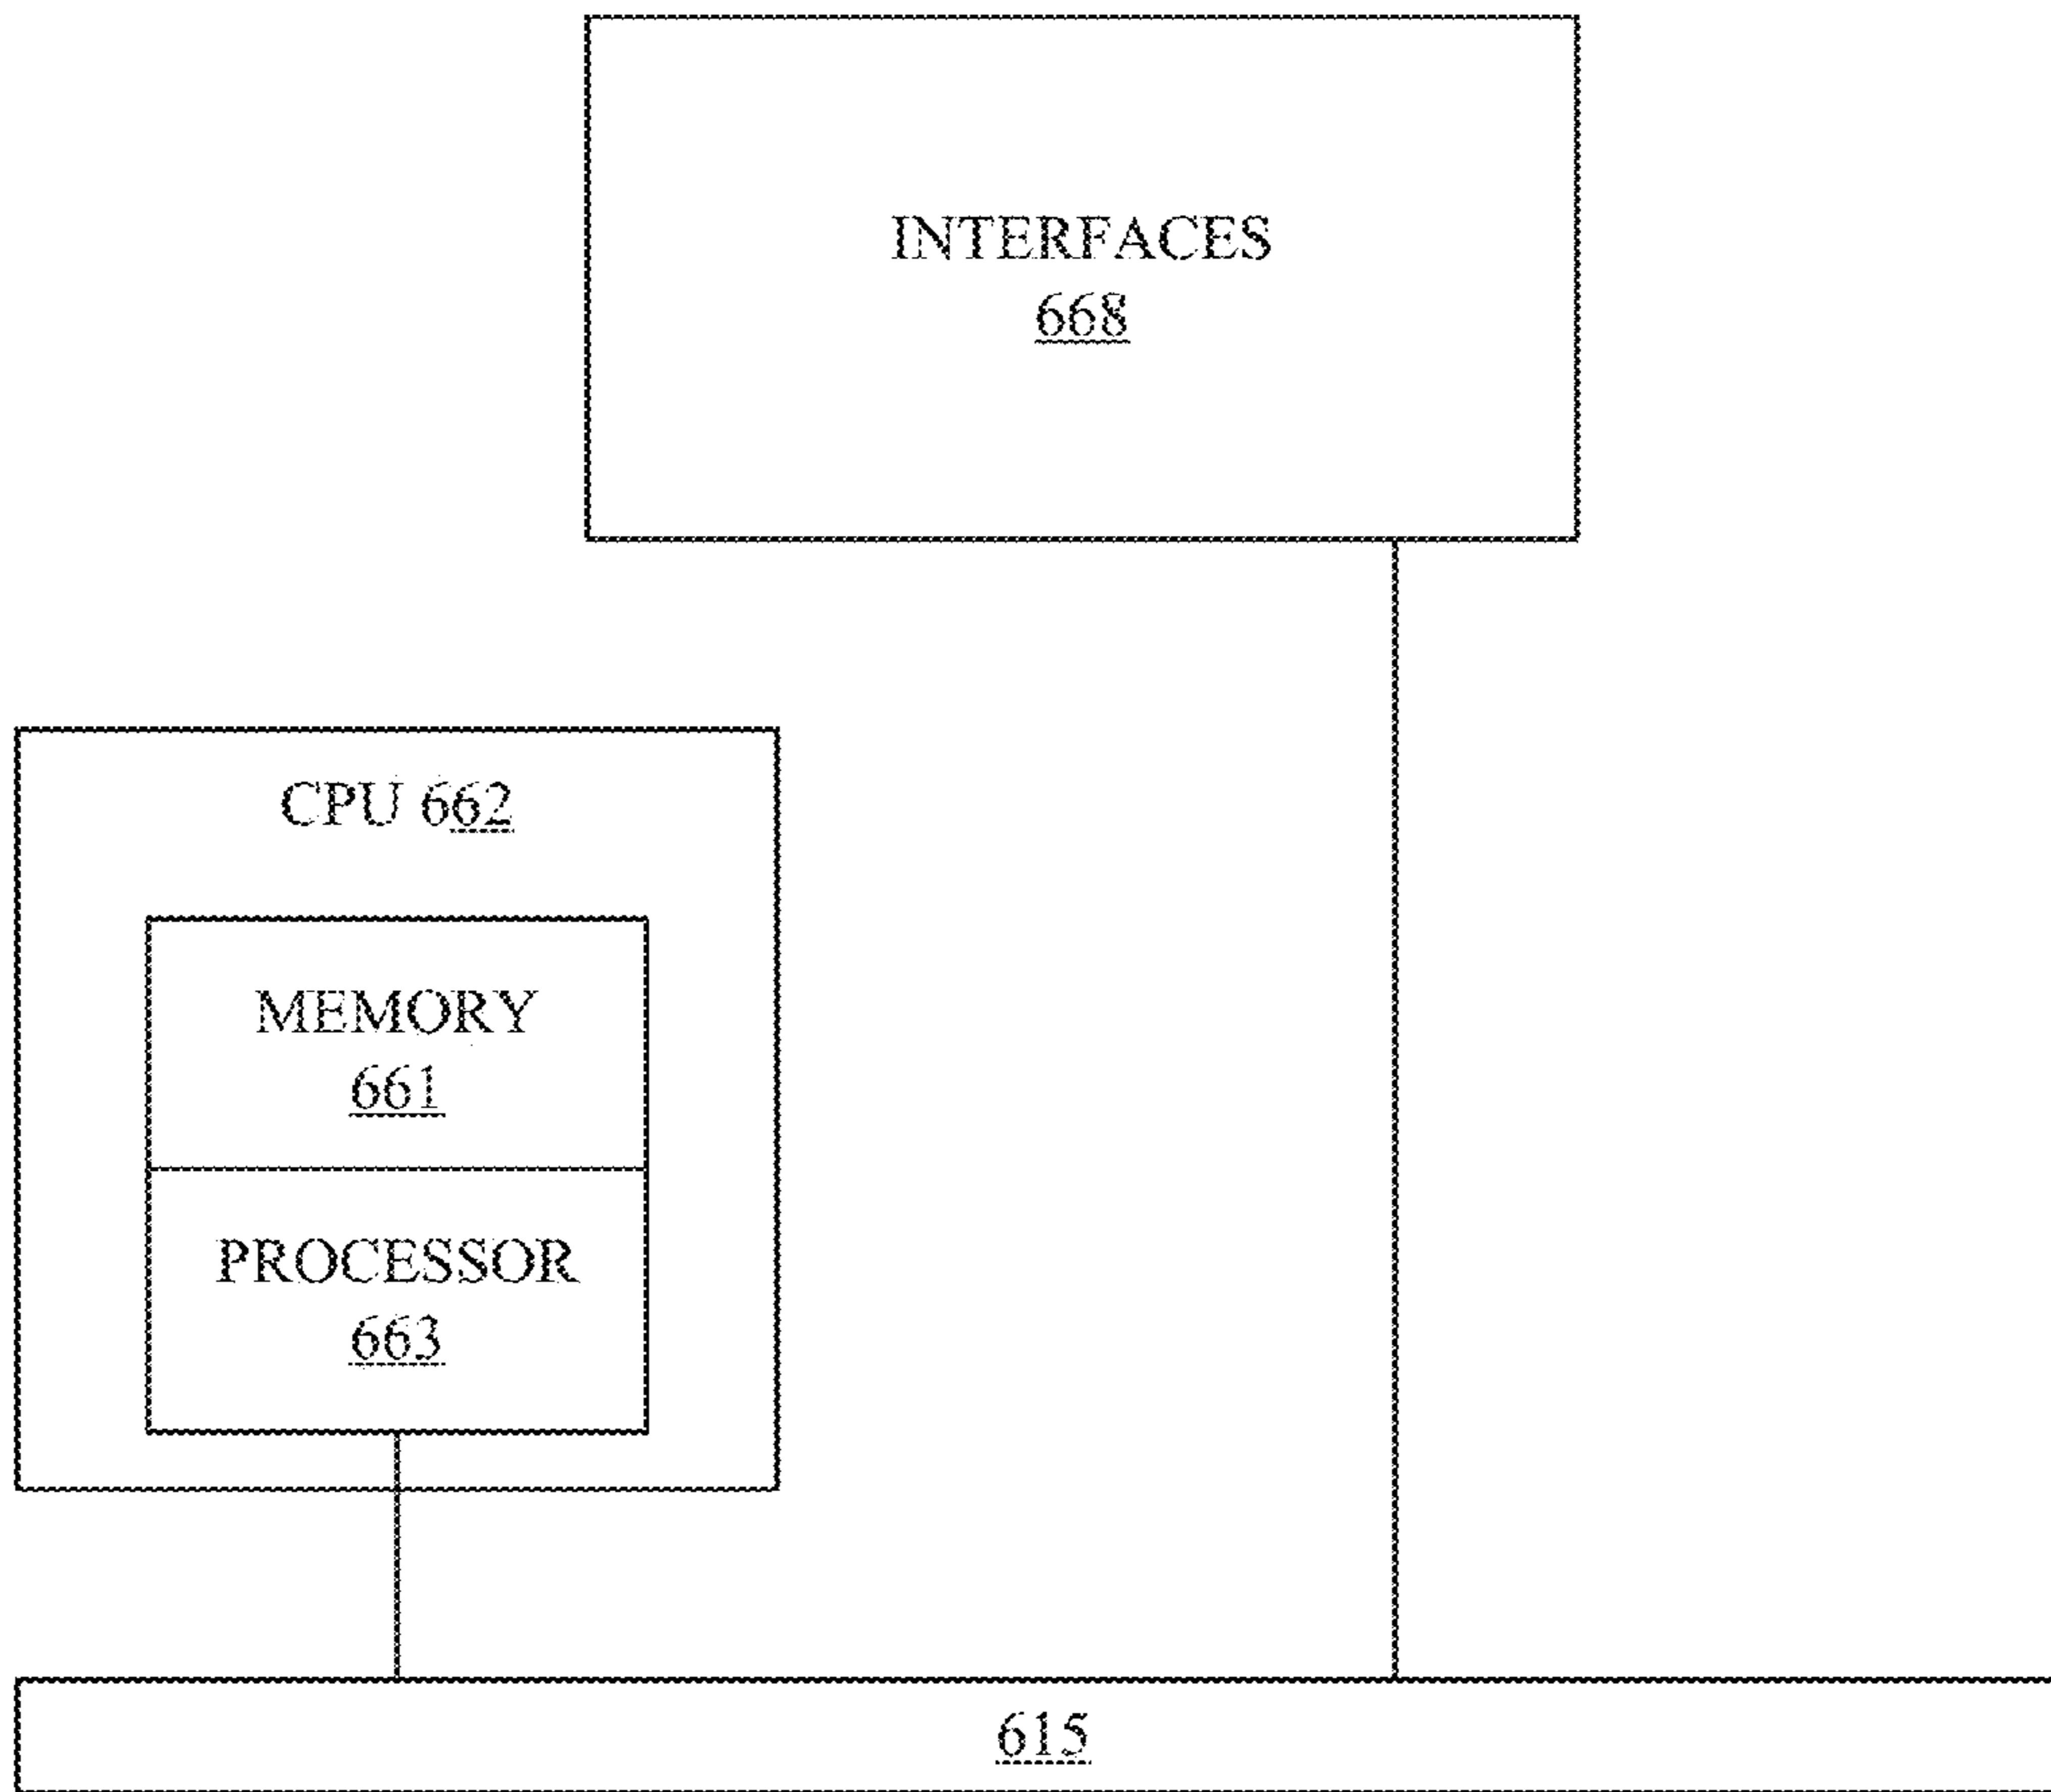 INTERFACES
668
CPU 662
MEMORY
661
PROCESSOR
663
615